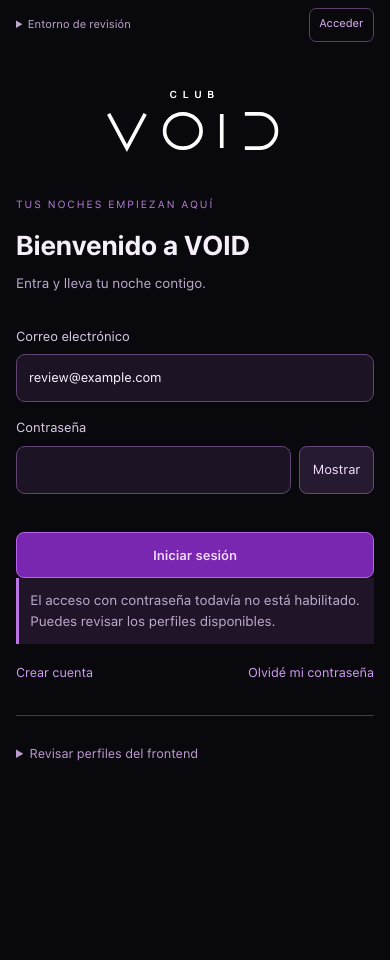 Entorno de revisión
Acceder
CLUB
VOID
TUS NOCHES EMPIEZAN AQUÍ
Bienvenido a VOID
Entra y lleva tu noche contigo.
Correo electrónico
review@example.com
Contraseña
Mostrar
Iniciar sesión
El acceso con contraseña todavía no está habilitado.
Puedes revisar los perfiles disponibles.
Crear cuenta
Olvidé mi contraseña
Revisar perfiles del frontend